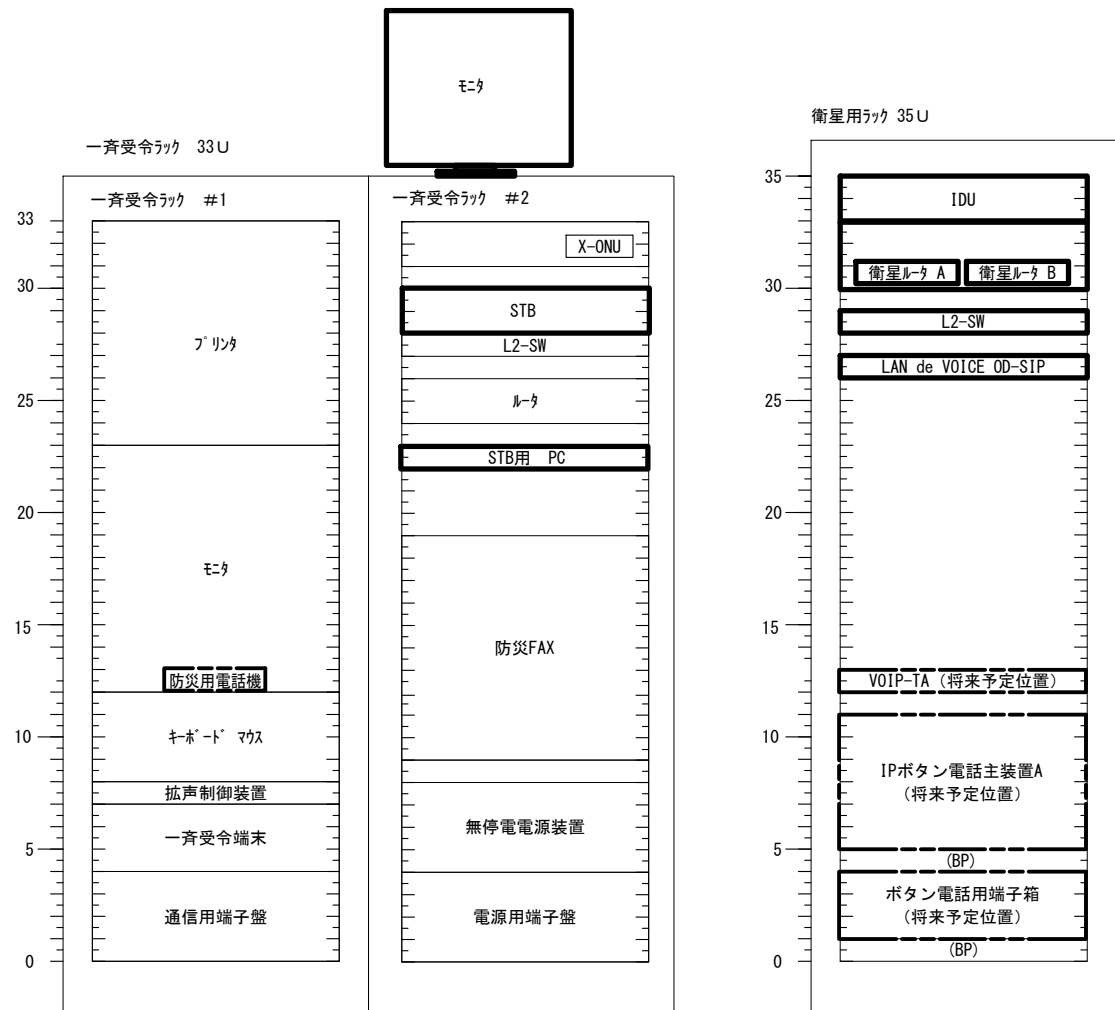 ﾓﾆﾀ
一斉受令ﾗｯｸ 33U
一斉受令ﾗｯｸ #1
33
30
25
20
15
10
5
0
ﾌﾟﾘﾝﾀ
ﾓﾆﾀ
防災用電話機
ｷｰﾎﾞｰﾄﾞ ﾏｳｽ
拡声制御装置
一斉受令端末
通信用端子盤
一斉受令ﾗｯｸ #2
X-ONU
STB
L2-SW
ﾙｰﾀ
STB用 PC
防災FAX
無停電電源装置
電源用端子盤
衛星用ﾗｯｸ 35U
35
30
25
20
15
10
5
0
IDU
衛星ﾙｰﾀ A 衛星ﾙｰﾀ B
L2-SW
LAN de VOICE OD-SIP
VOIP-TA (将来予定位置)
IPボタン電話主装置A
(将来予定位置)
(BP)
ボタン電話用端子箱
(将来予定位置)
(BP)